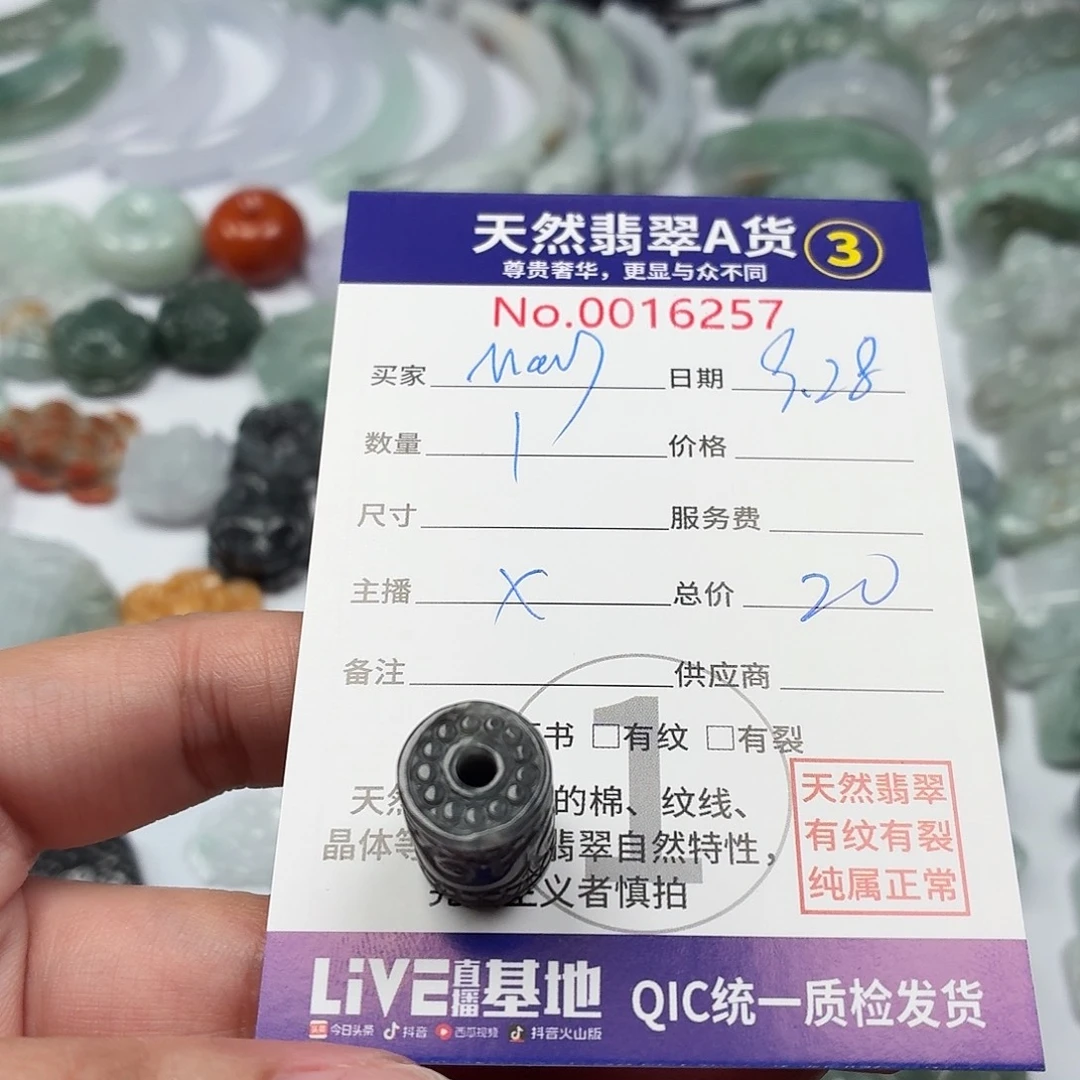 天然翡翠A货 3
尊贵奢华，更显与众不同
No.0016257
买家 Mary 日期 9.28
数量 1 价格
尺寸 服务费
主播 X 总价 20
备注 供应商
书 □有纹 □有裂
1
天然 的棉、纹线、
晶体等 翡翠自然特性，
主义者慎拍
天然翡翠
有纹有裂
纯属正常
LiVE直播基地 QIC统一质检发货
今日头条 抖音 西瓜视频 抖音火山版